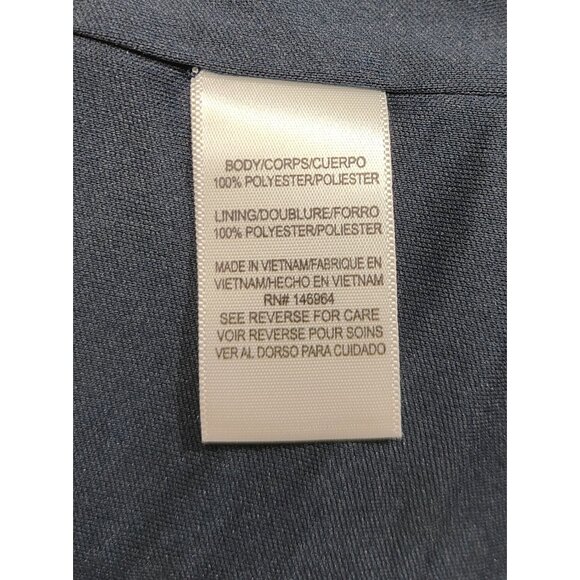 BODY/CORPS/CUERPO
100% POLYESTER/POLIESTER
LINING/DOUBLURE/FORRO
100% POLYESTER/POLIESTER
MADE IN VIETNAM/FABRIQUE EN
VIETNAM/HECHO EN VIETNAM
RN# 146964
SEE REVERSE FOR CARE
VOIR REVERSE POUR SOINS
VER AL DORSO PARA CUIDADO